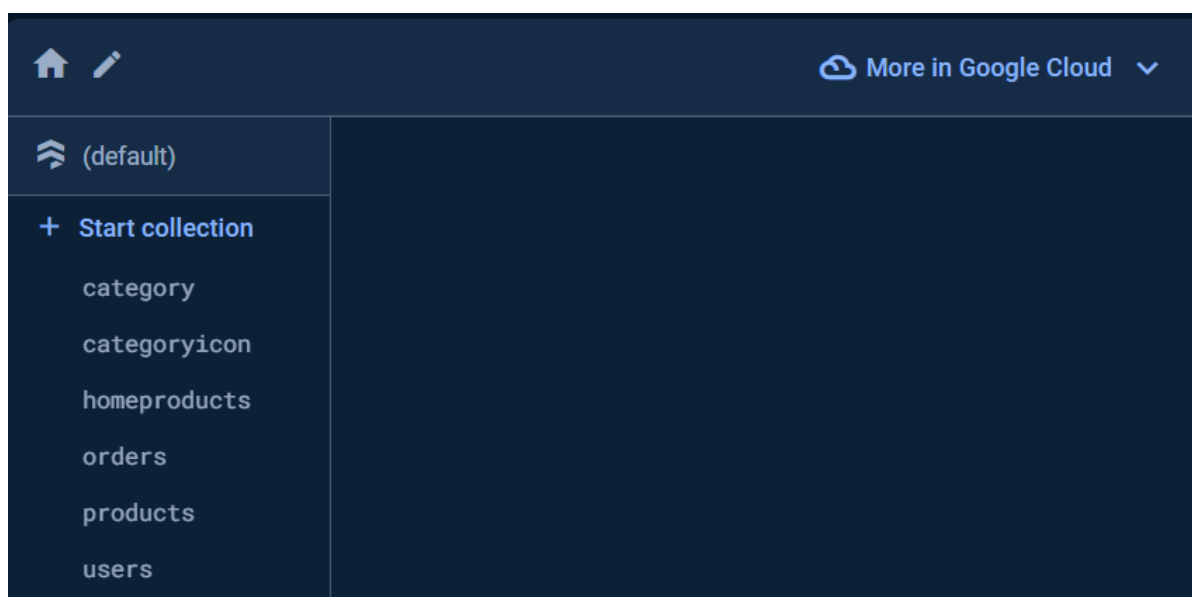 More in Google Cloud
(default)
+ Start collection
category
categoryicon
homeproducts
orders
products
users